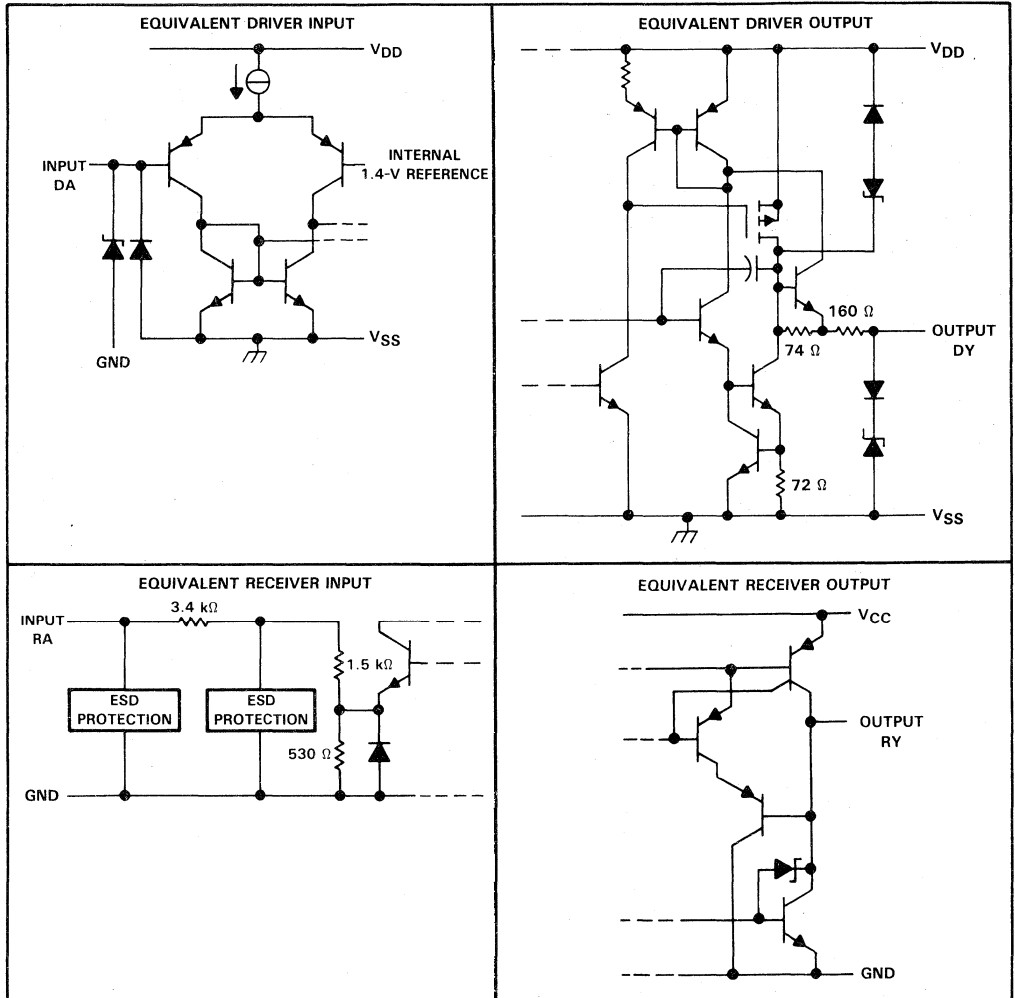 EQUIVALENT DRIVER INPUT
VDD
INPUT
DA
INTERNAL
1.4-V REFERENCE
VSS
GND
EQUIVALENT DRIVER OUTPUT
VDD
160 Ω
74 Ω
OUTPUT
DY
72 Ω
VSS
EQUIVALENT RECEIVER INPUT
3.4 kΩ
INPUT
RA
1.5 kΩ
ESD
PROTECTION
ESD
PROTECTION
530 Ω
GND
EQUIVALENT RECEIVER OUTPUT
VCC
OUTPUT
RY
GND